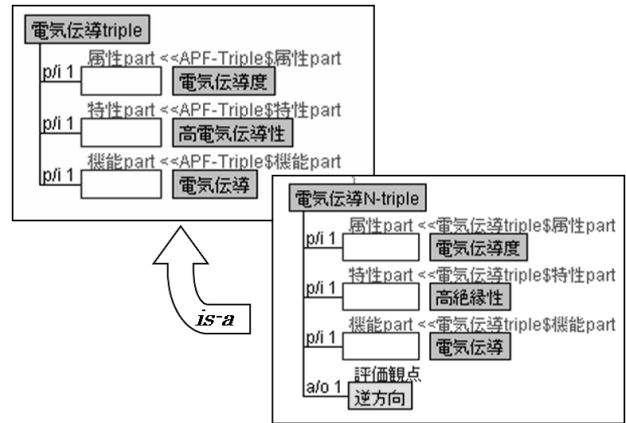 電気伝導triple
属性part <<APF-Triple$属性part
p/i 1
電気伝導度
特性part <<APF-Triple$特性part
p/i 1
高電気伝導性
機能part <<APF-Triple$機能part
p/i 1
電気伝導
電気伝導N-triple
属性part <<電気伝導triple$属性part
p/i 1
電気伝導度
特性part <<電気伝導triple$特性part
p/i 1
高絶縁性
機能part <<電気伝導triple$機能part
p/i 1
電気伝導
評価観点
a/o 1
逆方向
is-a